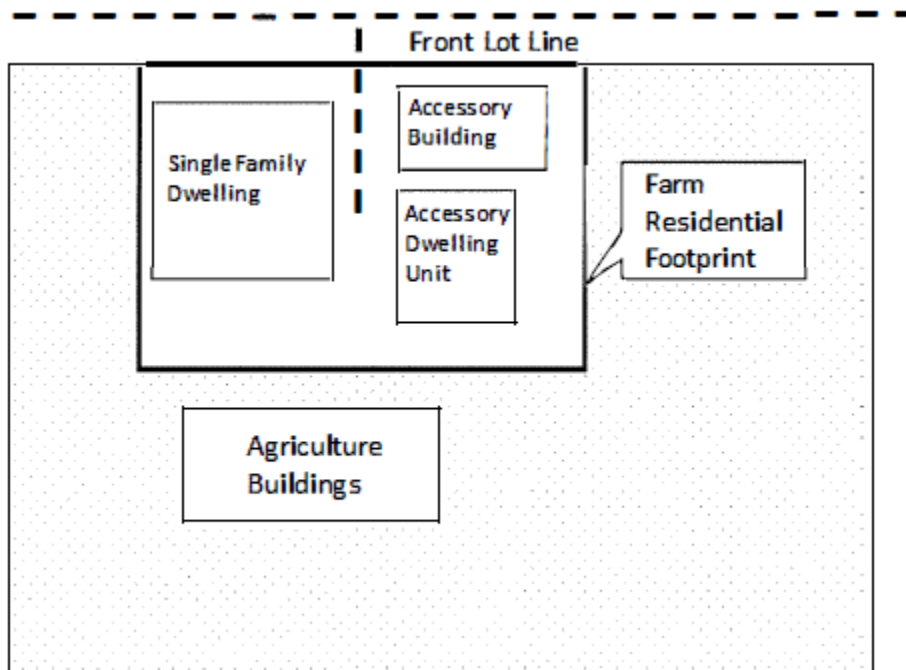 Front Lot Line
Accessory
Building
Single Family
Dwelling
Farm
Residential
Footprint
Accessory
Dwelling
Unit
Agriculture
Buildings